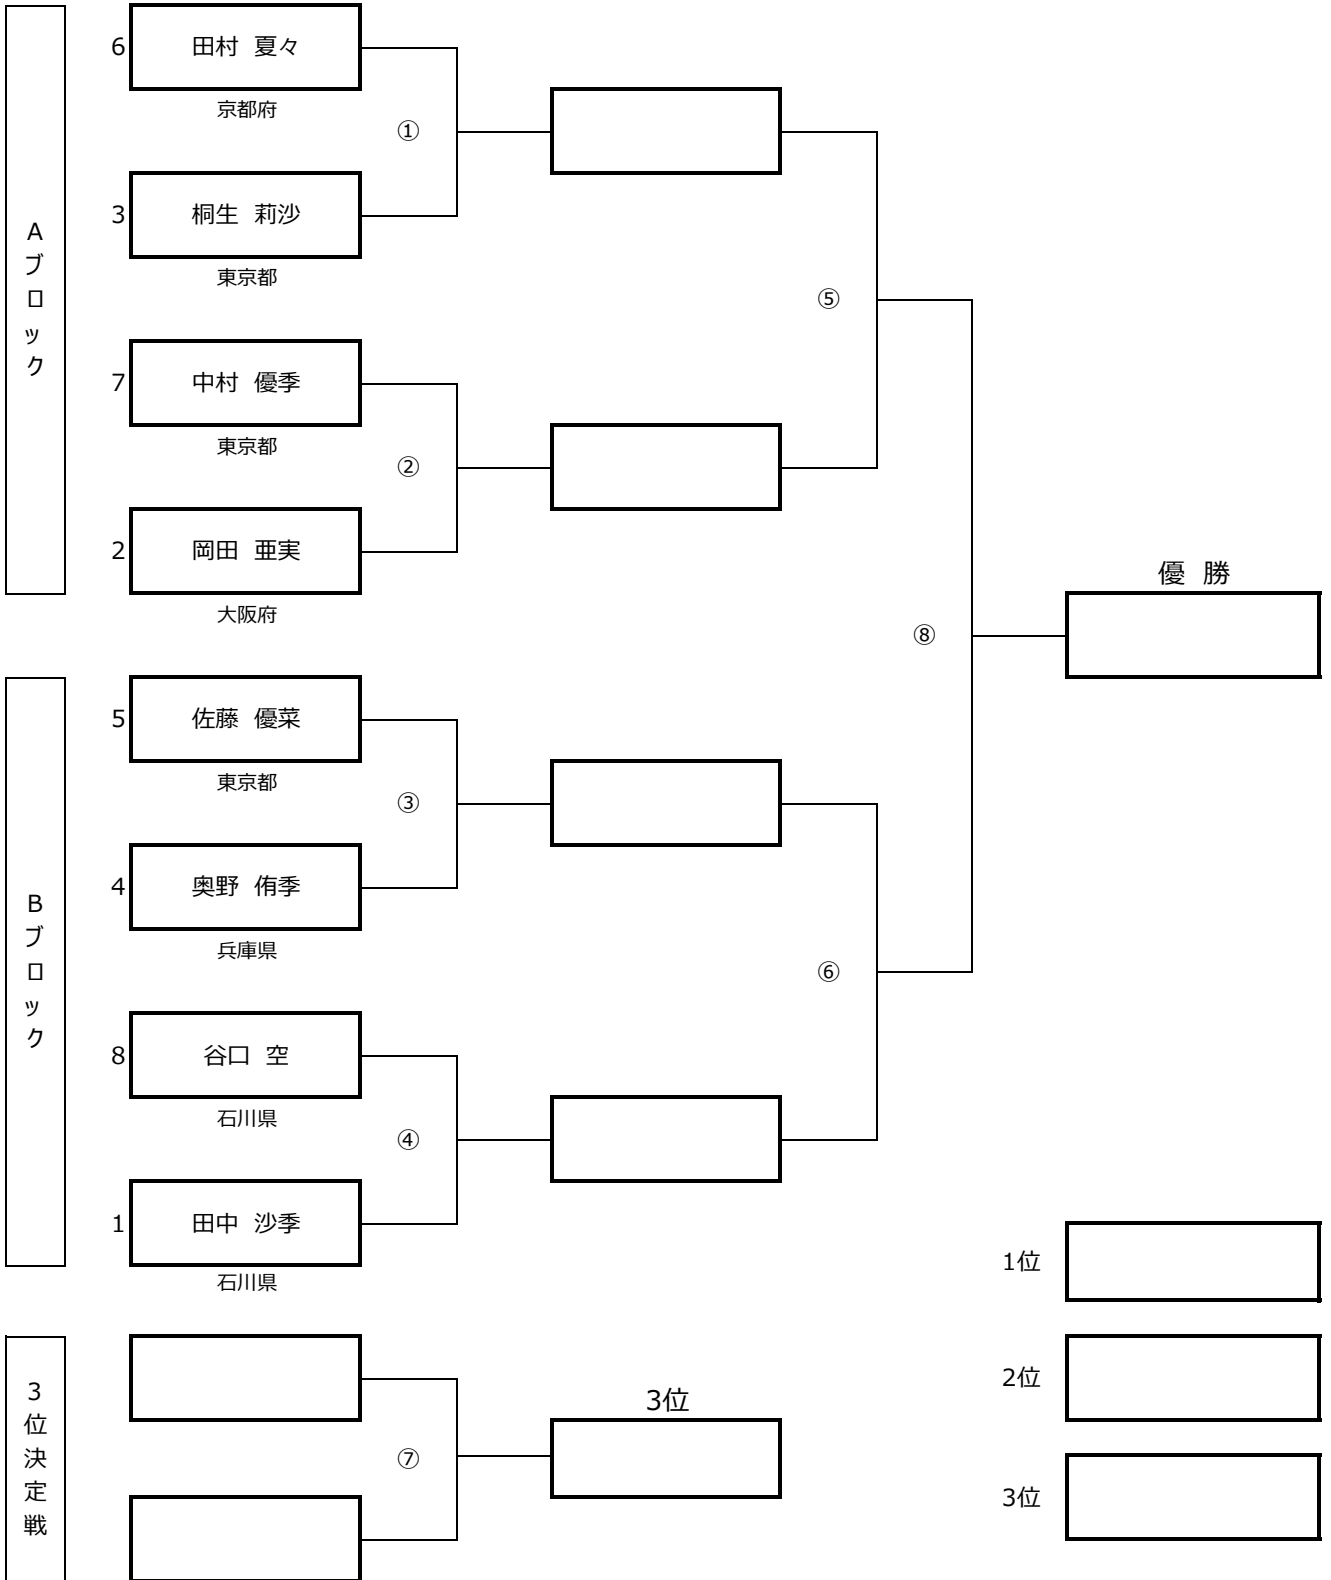 Aブロック
6 田村 夏々
京都府
①
3 桐生 莉沙
東京都
7 中村 優季
東京都
②
2 岡田 亜実
大阪府
⑤
Bブロック
5 佐藤 優菜
東京都
③
4 奥野 侑季
兵庫県
8 谷口 空
石川県
④
1 田中 沙季
石川県
⑥
⑧
優 勝
3位決定戦
⑦
3位
1位
2位
3位